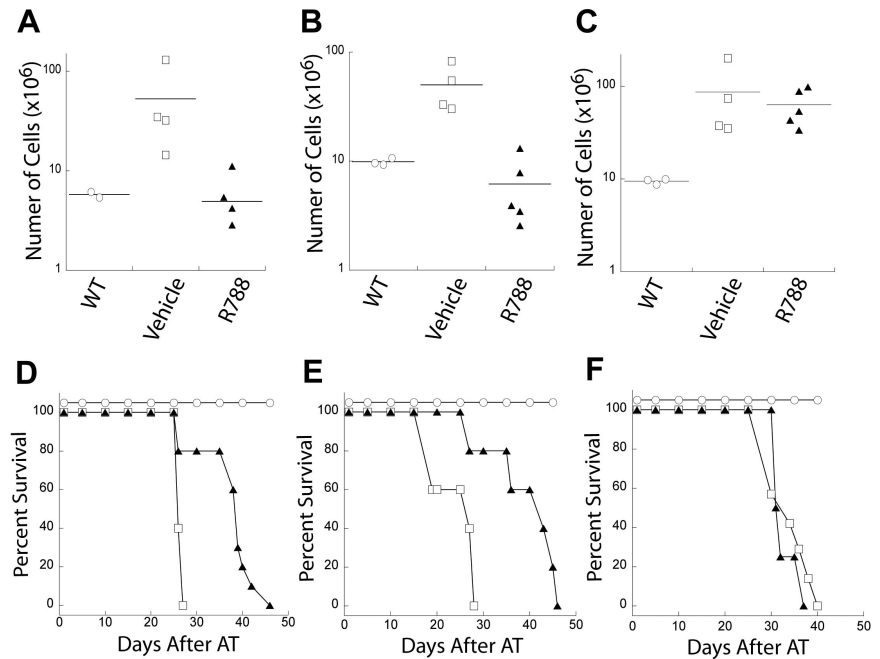 A
B
C
Numer of Cells (x10⁶)
100
10
1
WT
Vehicle
R788
Numer of Cells (x10⁶)
100
10
1
WT
Vehicle
R788
Numer of Cells (x10⁶)
100
10
1
WT
Vehicle
R788
D
E
F
Percent Survival
100
80
60
40
20
0
0 10 20 30 40 50
Days After AT
Percent Survival
100
80
60
40
20
0
0 10 20 30 40 50
Days After AT
Percent Survival
100
80
60
40
20
0
0 10 20 30 40 50
Days After AT